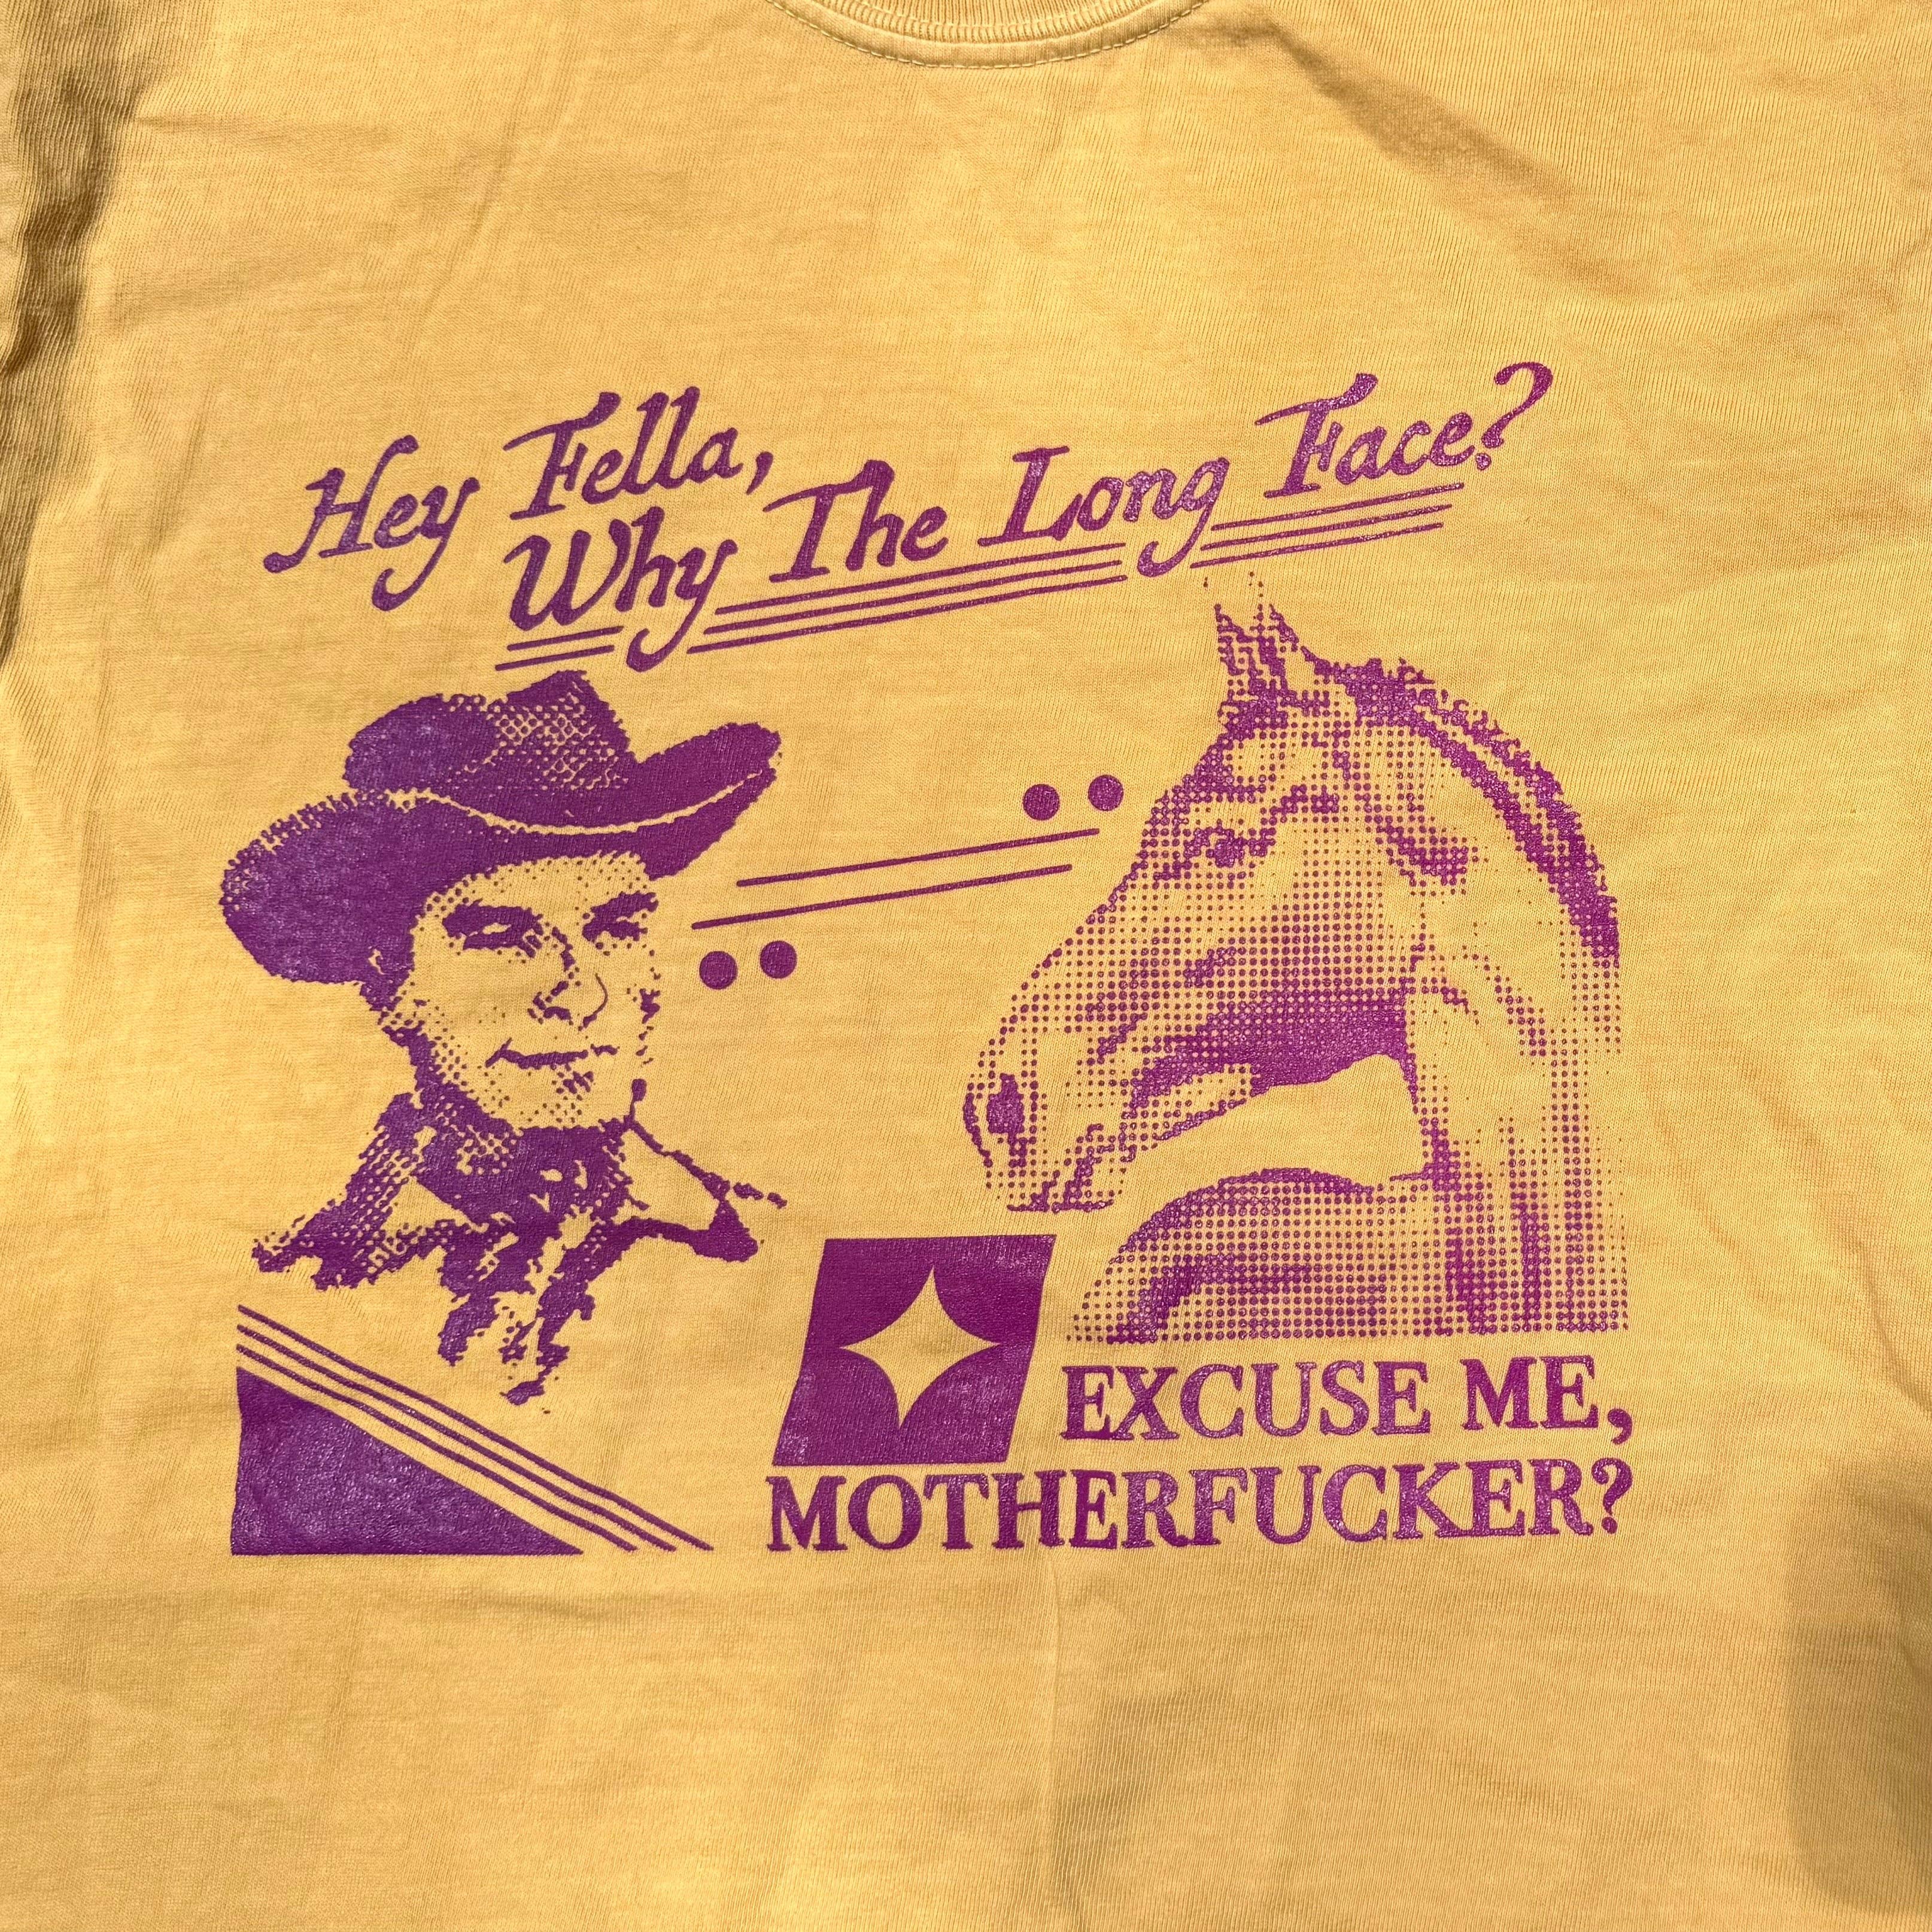 Hey Fella,
Why The Long Face?
EXCUSE ME,
MOTHERFUCKER?